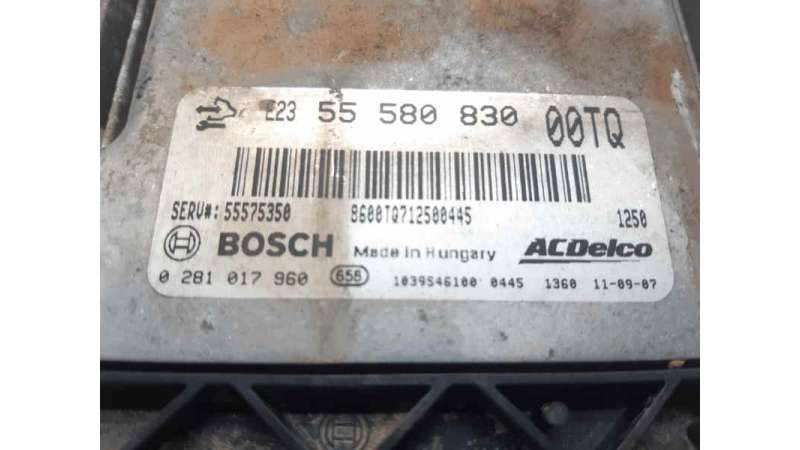 E23 55 580 830 00TQ
SERV#: 55575350 8600TQ712500445 1250
BOSCH Made in Hungary ACDelco
0 281 017 960 656 1039S46100 0445 1360 11-09-07